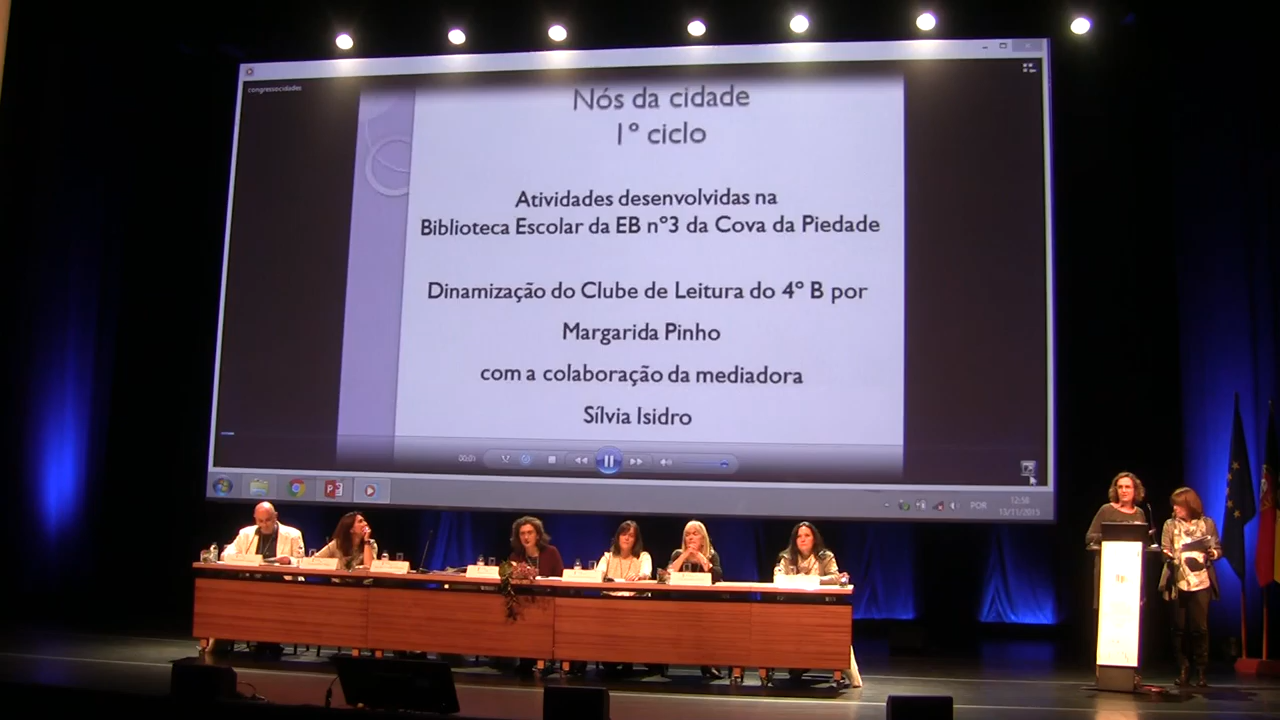 congressocidades
Nós da cidade
1º ciclo
Atividades desenvolvidas na
Biblioteca Escolar da EB nº3 da Cova da Piedade
Dinamização do Clube de Leitura do 4º B por
Margarida Pinho
com a colaboração da mediadora
Sílvia Isidro
00:01
POR
12:58
13/11/2015